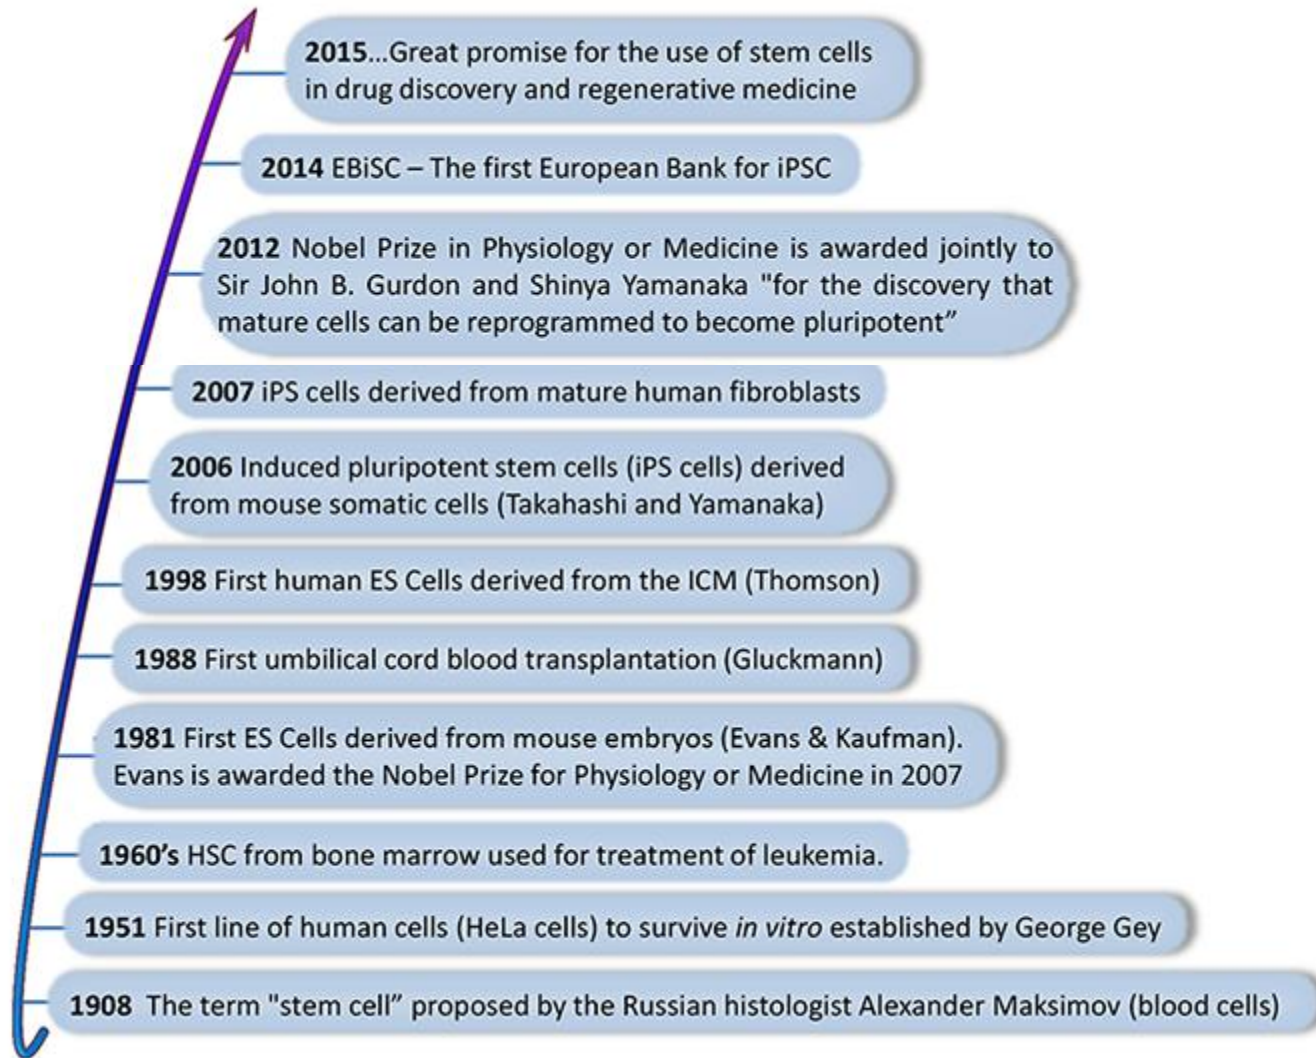 2015...Great promise for the use of stem cells
in drug discovery and regenerative medicine
2014 EBiSC – The first European Bank for iPSC
2012 Nobel Prize in Physiology or Medicine is awarded jointly to
Sir John B. Gurdon and Shinya Yamanaka "for the discovery that
mature cells can be reprogrammed to become pluripotent”
2007 iPS cells derived from mature human fibroblasts
2006 Induced pluripotent stem cells (iPS cells) derived
from mouse somatic cells (Takahashi and Yamanaka)
1998 First human ES Cells derived from the ICM (Thomson)
1988 First umbilical cord blood transplantation (Gluckmann)
1981 First ES Cells derived from mouse embryos (Evans & Kaufman).
Evans is awarded the Nobel Prize for Physiology or Medicine in 2007
1960’s HSC from bone marrow used for treatment of leukemia.
1951 First line of human cells (HeLa cells) to survive in vitro established by George Gey
1908 The term "stem cell” proposed by the Russian histologist Alexander Maksimov (blood cells)